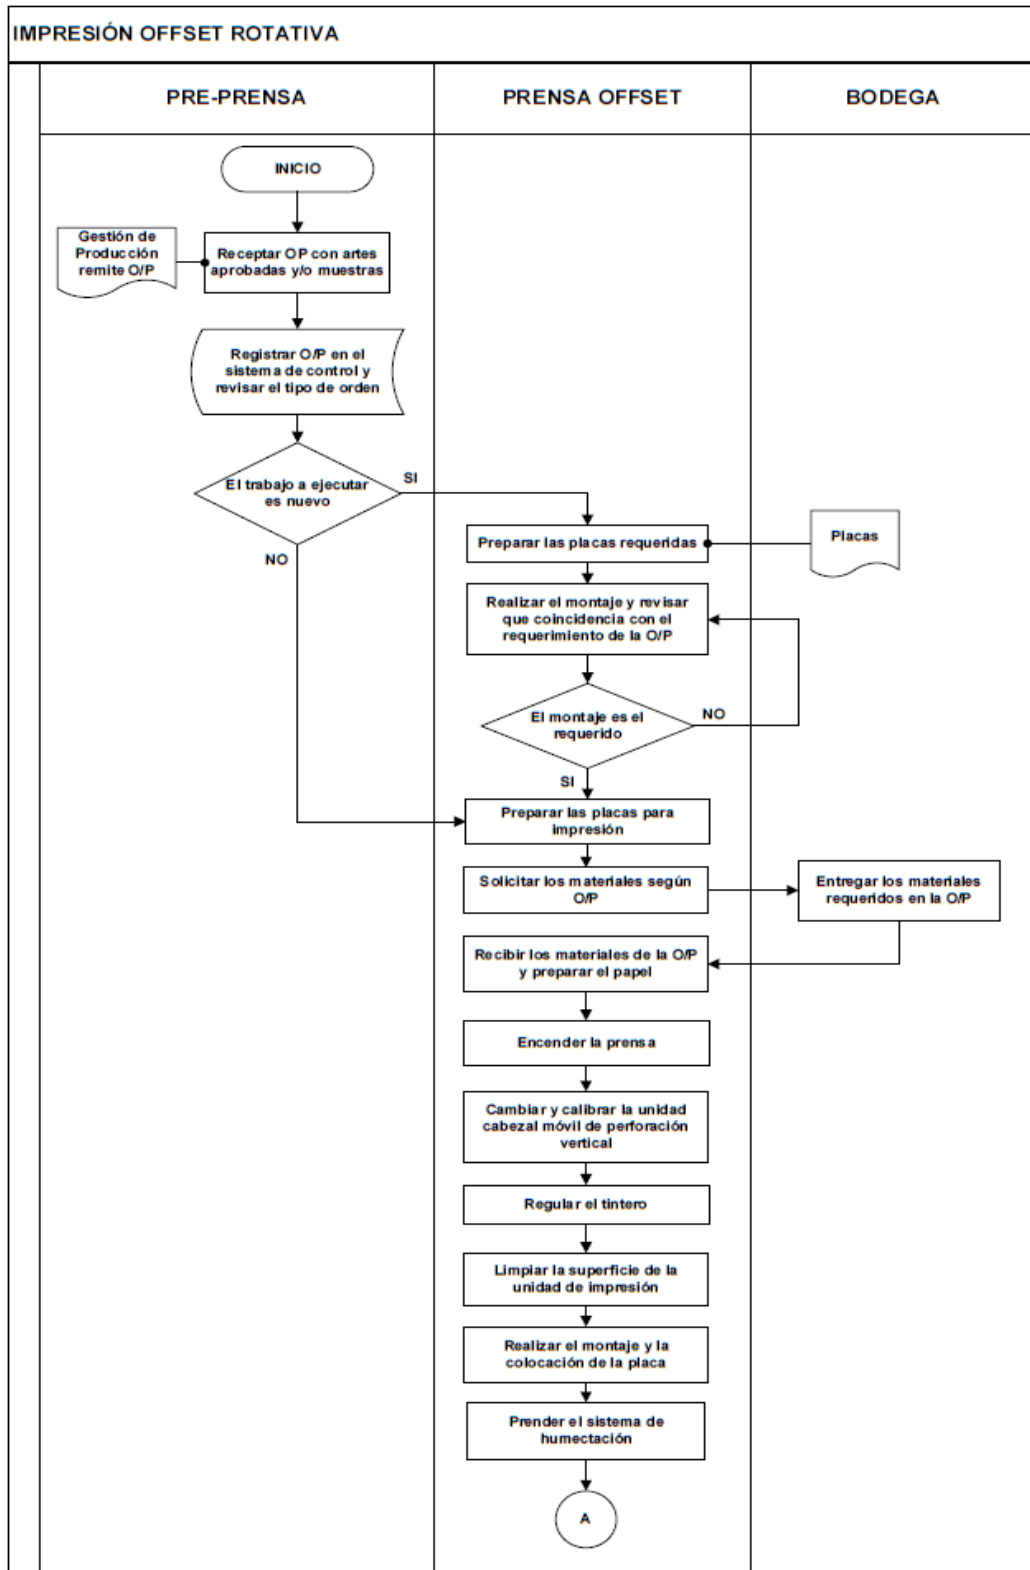 IMPRESIÓN OFFSET ROTATIVA
PRE-PRENSA
PRENSA OFFSET
BODEGA
INICIO
Gestión de
Producción
remite O/P
Receptar OP con artes
aprobadas y/o muestras
Registrar O/P en el
sistema de control y
revisar el tipo de orden
El trabajo a ejecutar
es nuevo
SI
NO
Preparar las placas requeridas
Placas
Realizar el montaje y revisar
que coincidencia con el
requerimiento de la O/P
El montaje es el
requerido
NO
SI
Preparar las placas para
impresión
Solicitar los materiales según
O/P
Entregar los materiales
requeridos en la O/P
Recibir los materiales de la O/P
y preparar el papel
Encender la prensa
Cambiar y calibrar la unidad
cabezal móvil de perforación
vertical
Regular el tintero
Limpiar la superficie de la
unidad de impresión
Realizar el montaje y la
colocación de la placa
Prender el sistema de
humectación
A